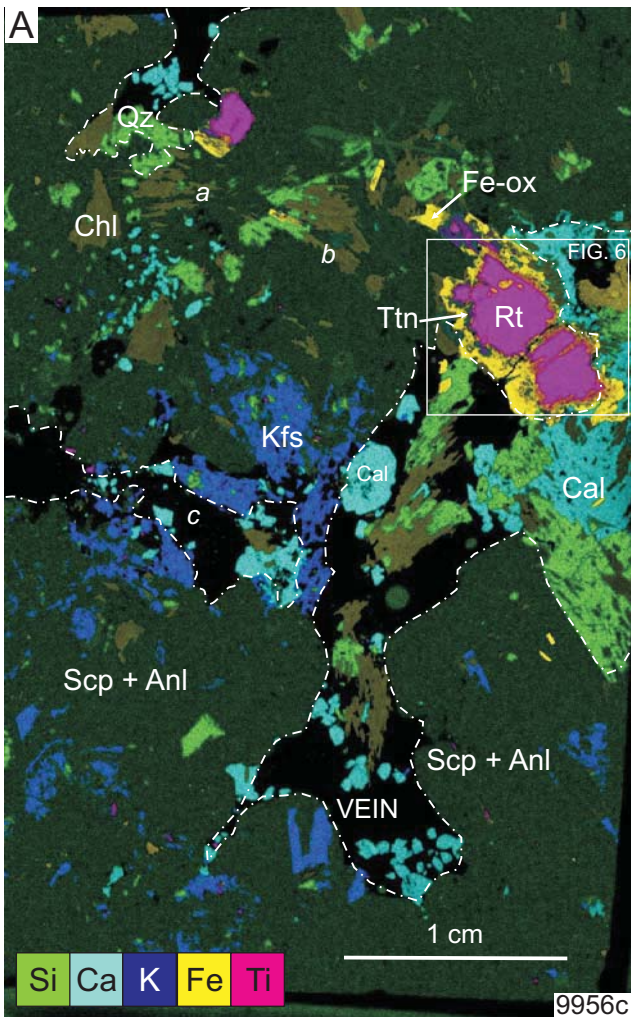 A
Qz
Fe-ox
a
Chl
b
FIG. 6
Ttn
Rt
Kfs
Cal
Cal
c
Scp + Anl
Scp + Anl
VEIN
1 cm
Si Ca K Fe Ti
9956c